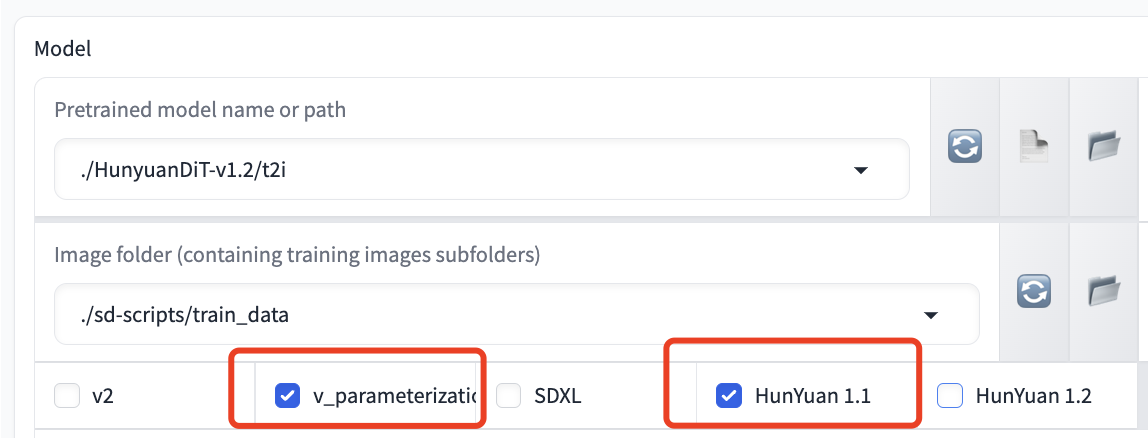 Model
Pretrained model name or path
./HunyuanDiT-v1.2/t2i
Image folder (containing training images subfolders)
./sd-scripts/train_data
v2 v_parameterizatio SDXL HunYuan 1.1 HunYuan 1.2